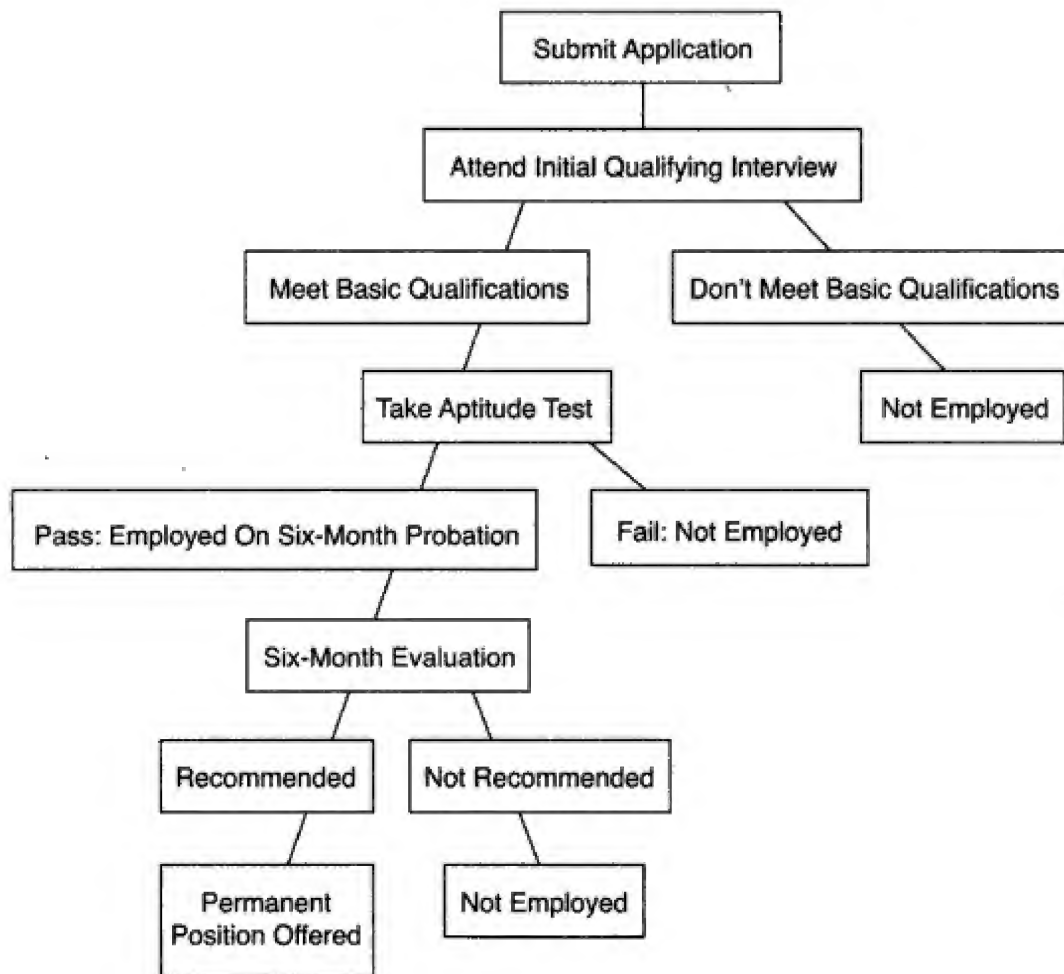 Submit Application
Attend Initial Qualifying Interview
Meet Basic Qualifications
Don't Meet Basic Qualifications
Take Aptitude Test
Not Employed
Pass: Employed On Six-Month Probation
Fail: Not Employed
Six-Month Evaluation
Recommended
Not Recommended
Permanent
Position Offered
Not Employed